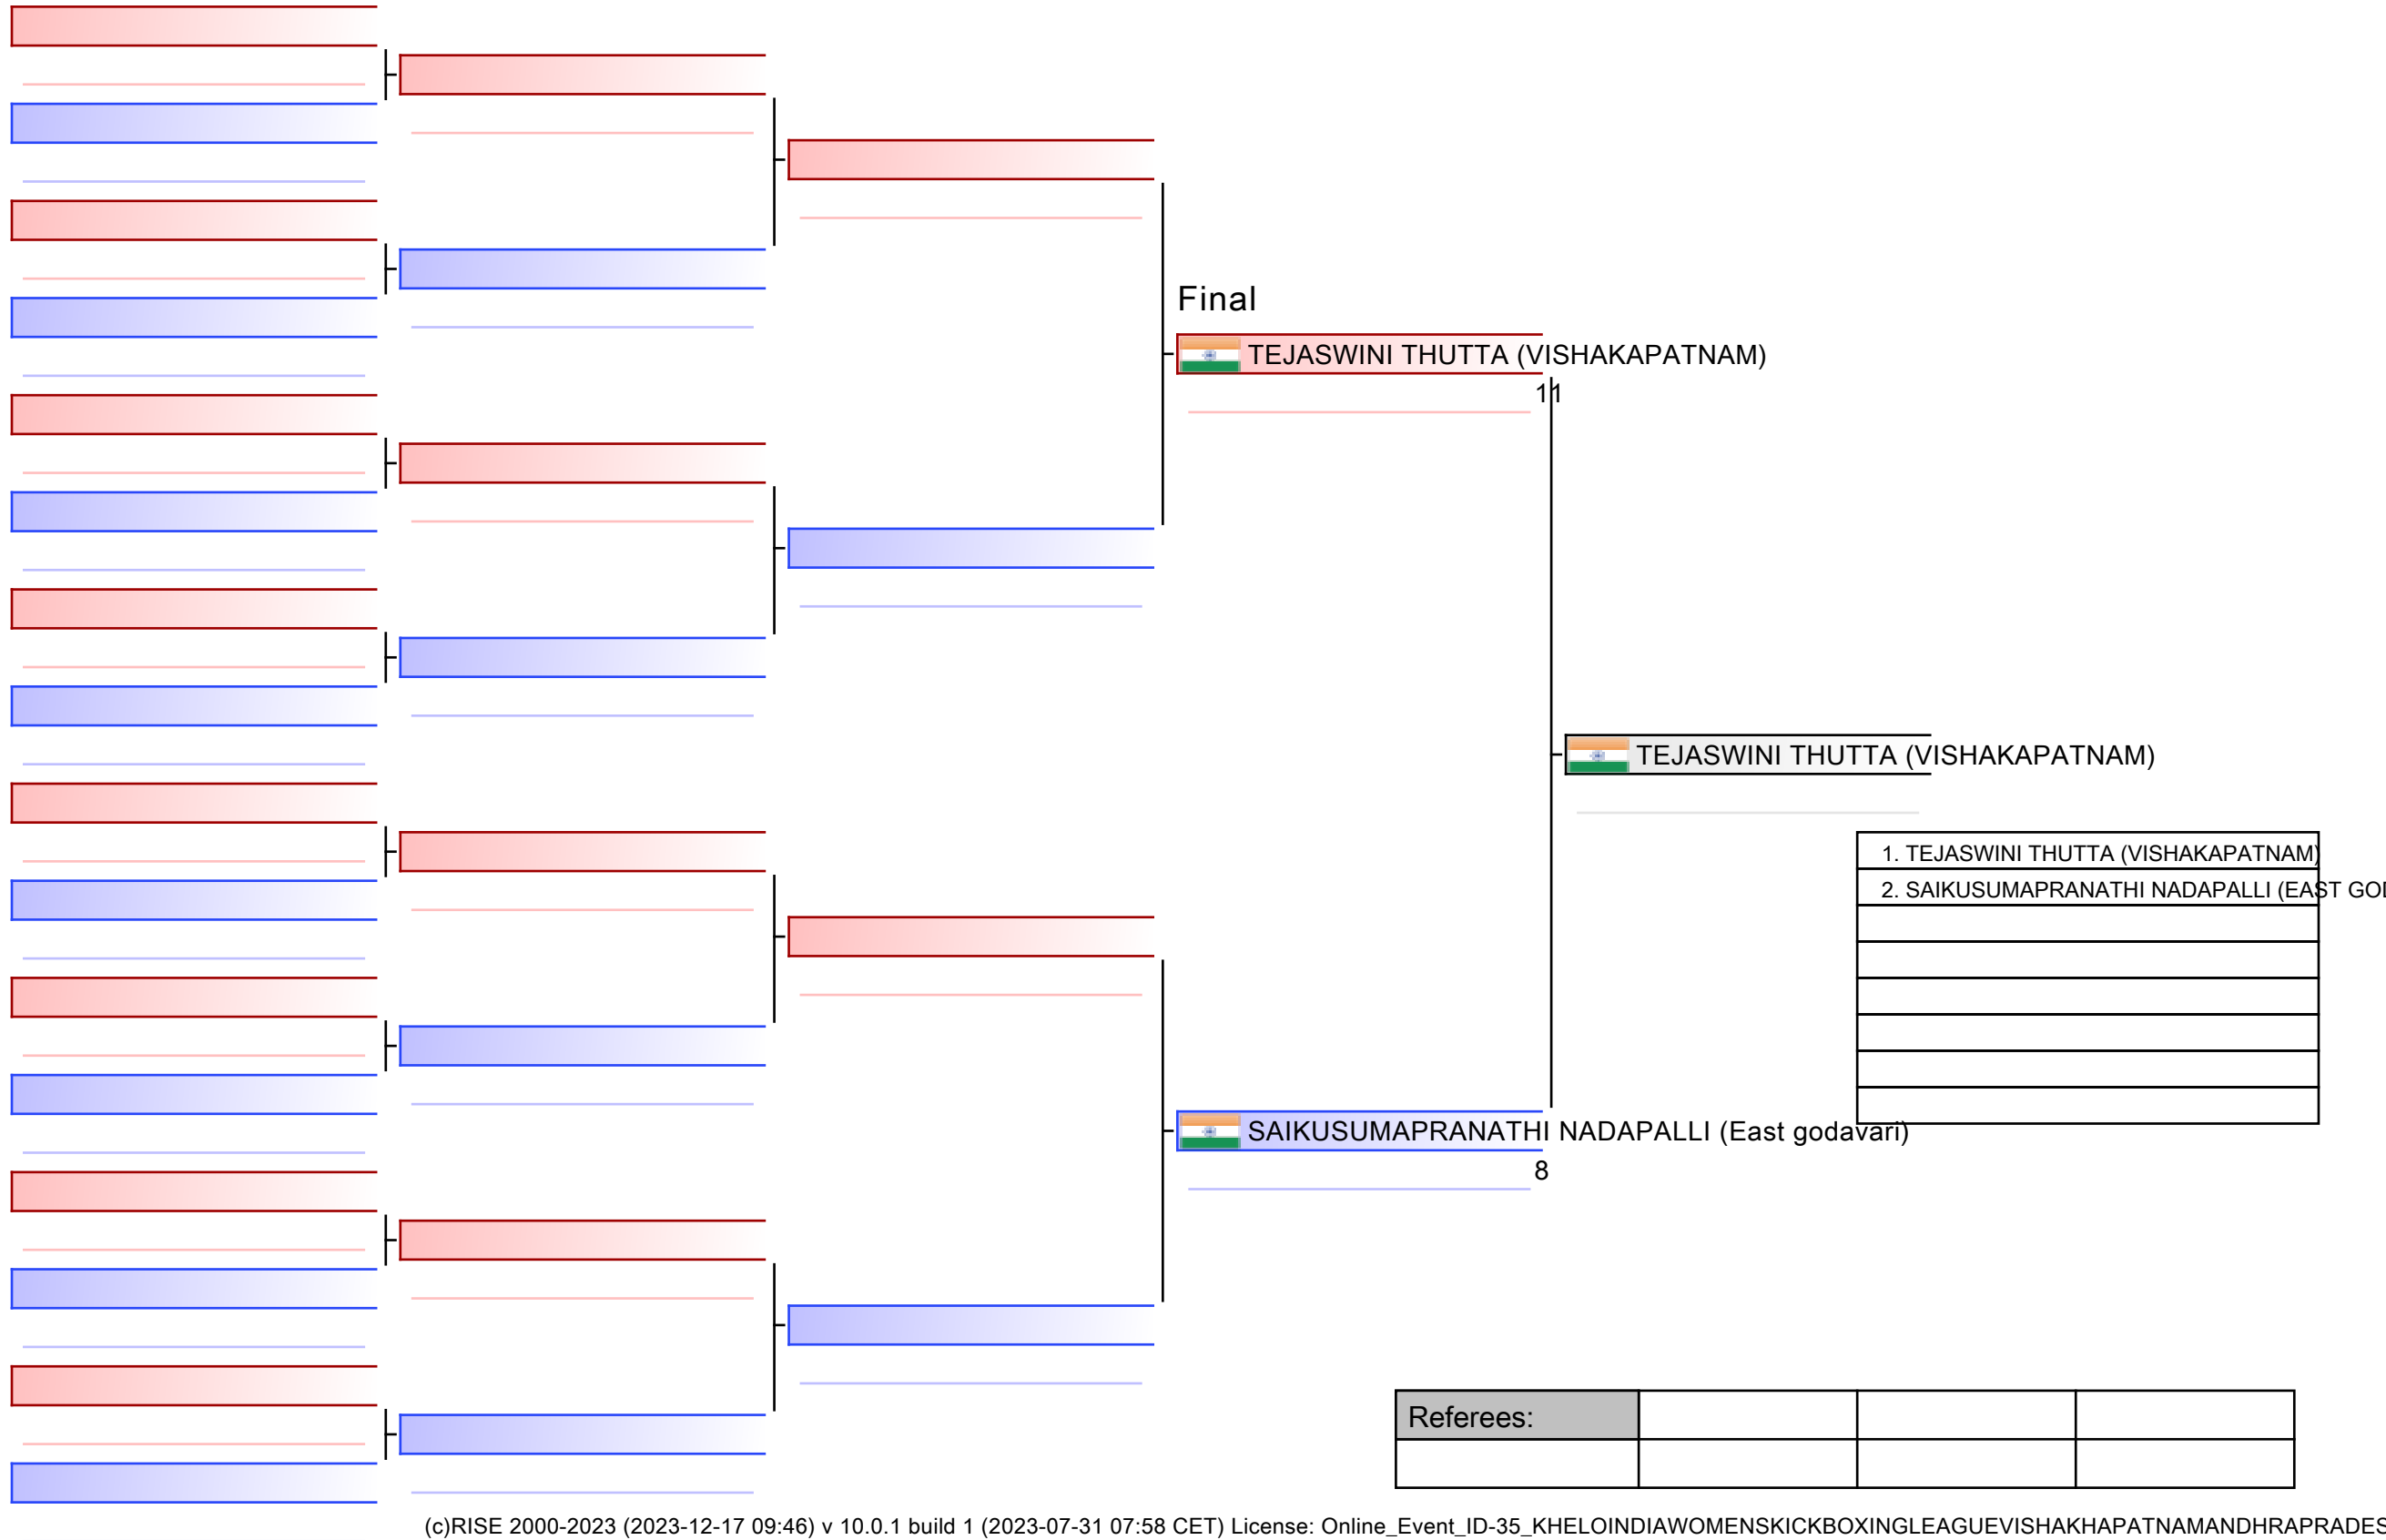 Final
TEJASWINI THUTTA (VISHAKAPATNAM)
11
TEJASWINI THUTTA (VISHAKAPATNAM)
1. TEJASWINI THUTTA (VISHAKAPATNAM)
2. SAIKUSUMAPRANATHI NADAPALLI (EAST GOD
SAIKUSUMAPRANATHI NADAPALLI (East godavari)
8
Referees:
(c)RISE 2000-2023 (2023-12-17 09:46) v 10.0.1 build 1 (2023-07-31 07:58 CET) License: Online_Event_ID-35_KHELOINDIAWOMENSKICKBOXINGLEAGUEVISHAKHAPATNAMANDHRAPRADES